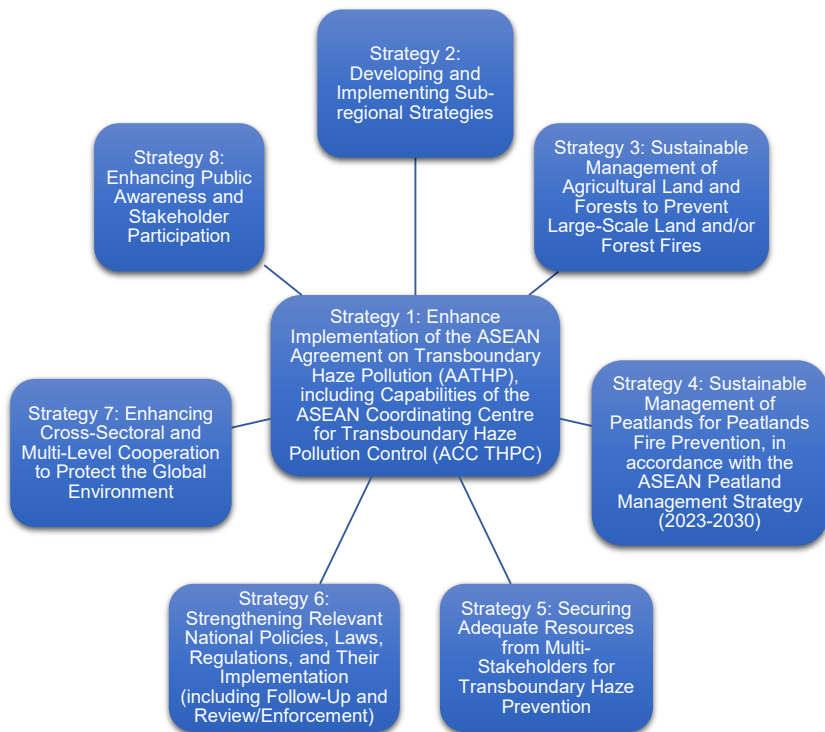 Strategy 2:
Developing and
Implementing Sub-
regional Strategies
Strategy 8:
Enhancing Public
Awareness and
Stakeholder
Participation
Strategy 3: Sustainable
Management of
Agricultural Land and
Forests to Prevent
Large-Scale Land and/or
Forest Fires
Strategy 1: Enhance
Implementation of the ASEAN
Agreement on Transboundary
Haze Pollution (AATHP),
including Capabilities of the
ASEAN Coordinating Centre
for Transboundary Haze
Pollution Control (ACC THPC)
Strategy 7: Enhancing
Cross-Sectoral and
Multi-Level Cooperation
to Protect the Global
Environment
Strategy 4: Sustainable
Management of
Peatlands for Peatlands
Fire Prevention, in
accordance with the
ASEAN Peatland
Management Strategy
(2023-2030)
Strategy 6:
Strengthening Relevant
National Policies, Laws,
Regulations, and Their
Implementation
(including Follow-Up and
Review/Enforcement)
Strategy 5: Securing
Adequate Resources
from Multi-
Stakeholders for
Transboundary Haze
Prevention